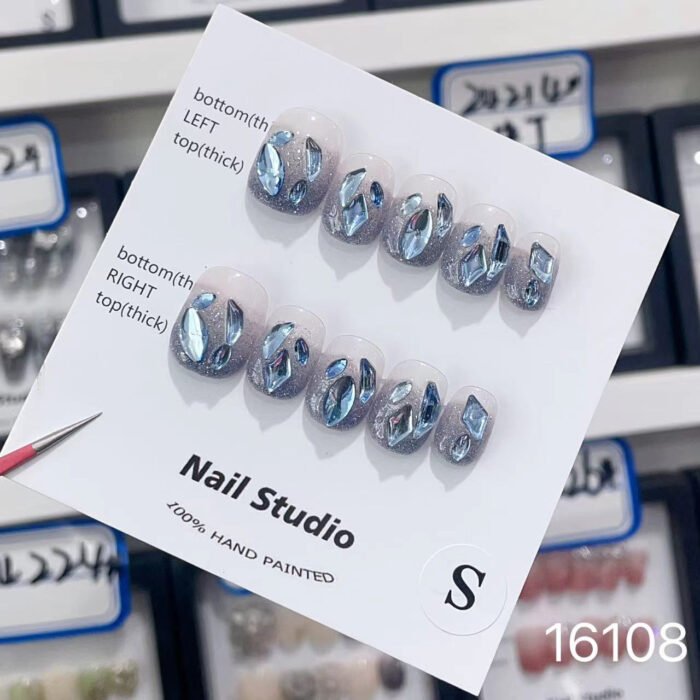 bottom(th
LEFT
top(thick)
bottom(th
RIGHT
top(thick)
Nail Studio
100% HAND PAINTED
S
16108
S